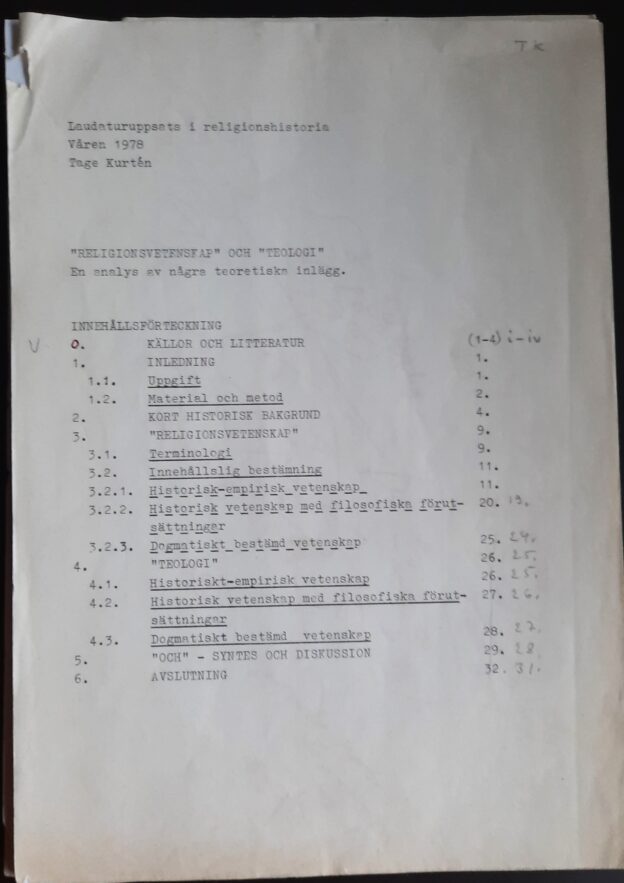 TK
Laudaturuppsats i religionshistoria
Våren 1978
Tage Kurtén
"RELIGIONSVETENSKAP" OCH "TEOLOGI"
En analys av några teoretiska inlägg.
INNEHÅLLSFÖRTECKNING
V 0. KÄLLOR OCH LITTERATUR (1-4) i-iv
1. INLEDNING 1.
1.1. Uppgift 1.
1.2. Material och metod 2.
2. KORT HISTORISK BAKGRUND 4.
3. "RELIGIONSVETENSKAP" 9.
3.1. Terminologi 9.
3.2. Innehållslig bestämning 11.
3.2.1. Historisk-empirisk vetenskap 11.
3.2.2. Historisk vetenskap med filosofiska förut- 20. 19.
sättningar
3.2.3. Dogmatiskt bestämd vetenskap 25. 24.
4. "TEOLOGI" 26. 25.
4.1. Historiskt-empirisk vetenskap 26. 25.
4.2. Historisk vetenskap med filosofiska förut- 27. 26.
sättningar
4.3. Dogmatiskt bestämd vetenskap 28. 27.
5. "OCH" - SYNTES OCH DISKUSSION 29. 28
6. AVSLUTNING 32. 31.